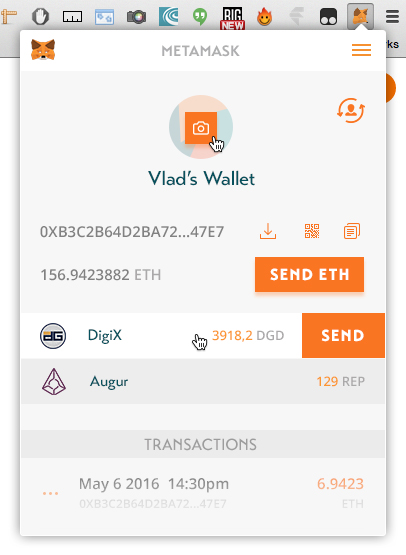 BIG
NEW
rks
METAMASK
Vlad's Wallet
0XB3C2B64D2BA72...47E7
156.9423882 ETH
SEND ETH
DigiX
3918,2 DGD
SEND
Augur
129 REP
TRANSACTIONS
... May 6 2016 14:30pm
6.9423
0XB3C2B64D2BA72...47E7
ETH